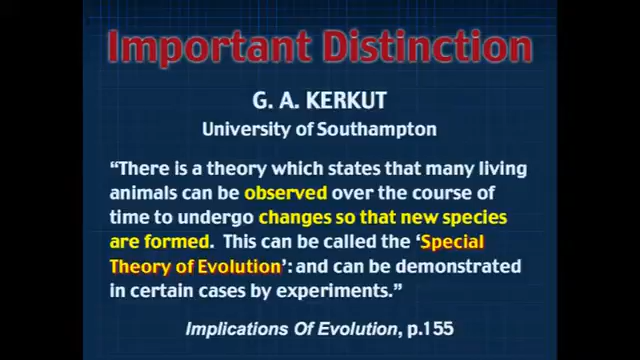 Important Distinction
G. A. KERKUT
University of Southampton
“There is a theory which states that many living
animals can be observed over the course of
time to undergo changes so that new species
are formed. This can be called the ‘Special
Theory of Evolution’: and can be demonstrated
in certain cases by experiments.”
Implications Of Evolution, p.155